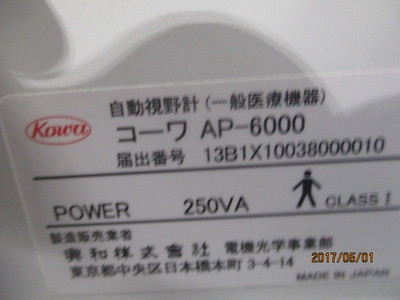 自動視野計(一般医療機器)
Kowa コーワ AP-6000
届出番号 13B1X10038000010
POWER 250VA CLASS I
製造販売業者
興和株式会社 電機光学事業部
東京都中央区日本橋本町3-4-14
MADE IN JAPAN
2017/05/01